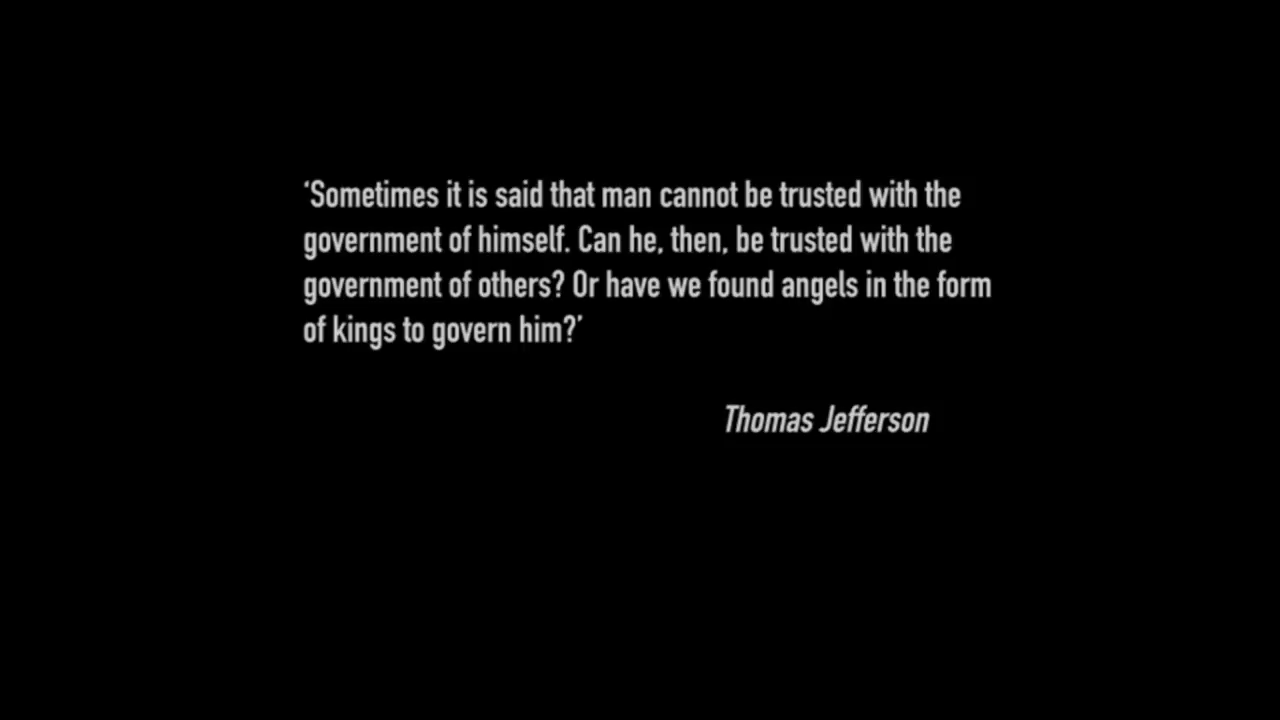 ‘Sometimes it is said that man cannot be trusted with the
government of himself. Can he, then, be trusted with the
government of others? Or have we found angels in the form
of kings to govern him?’
Thomas Jefferson